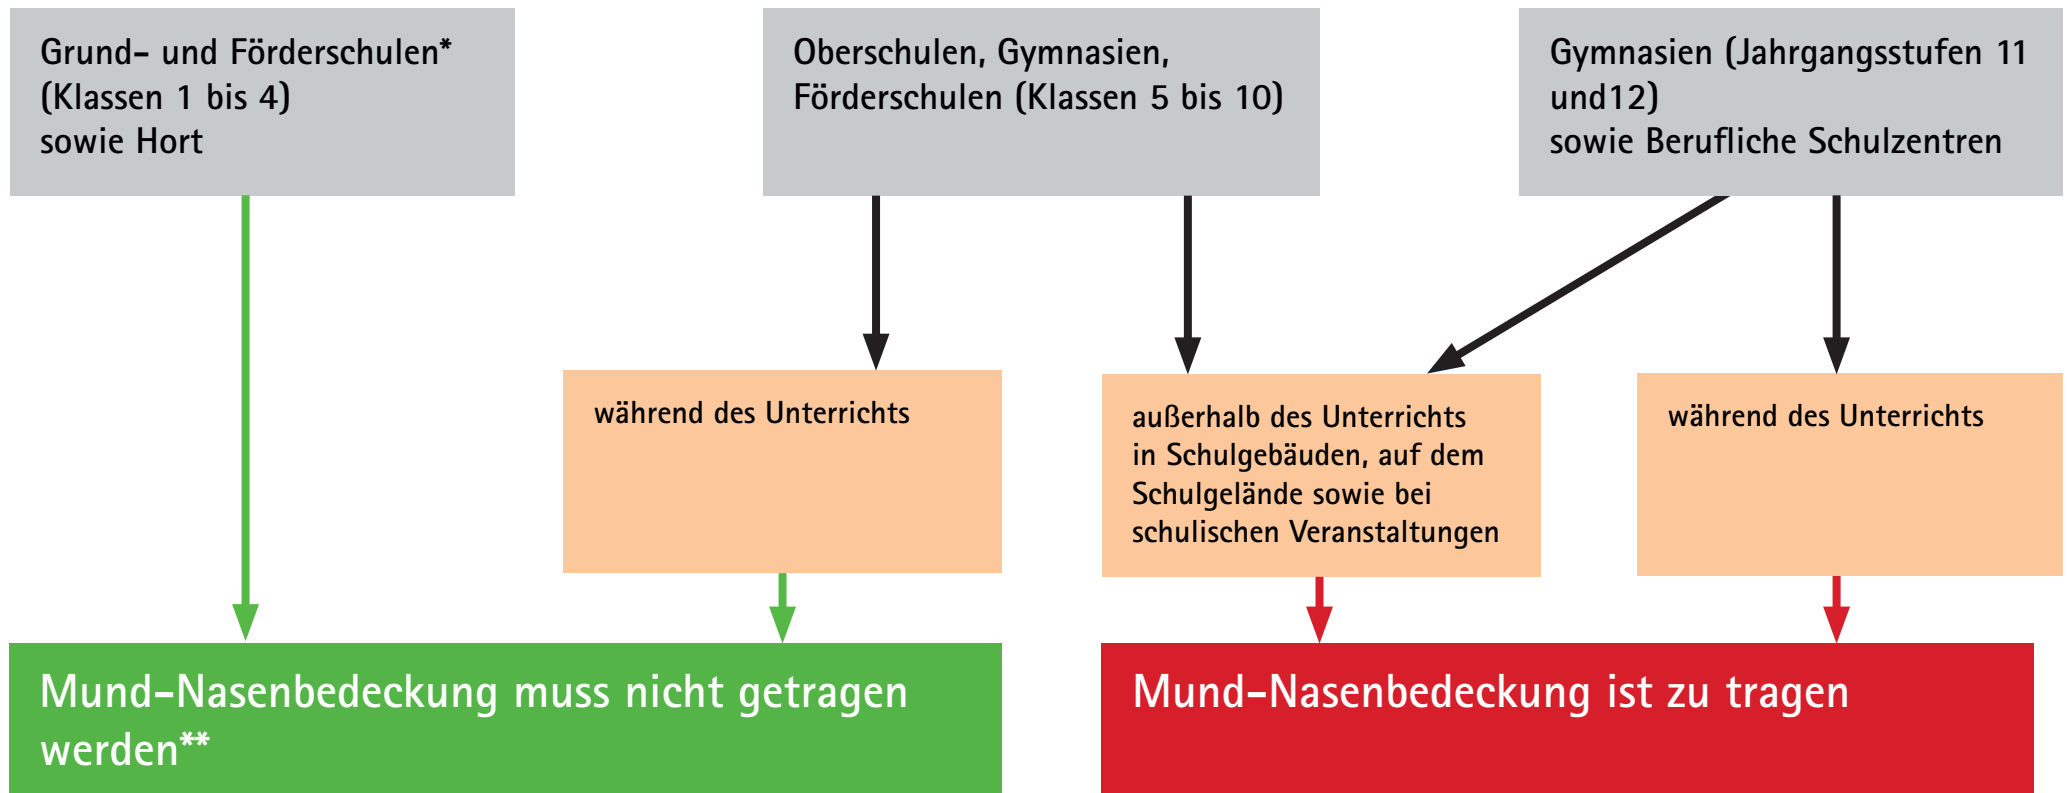 Grund- und Förderschulen*
(Klassen 1 bis 4)
sowie Hort
Oberschulen, Gymnasien,
Förderschulen (Klassen 5 bis 10)
Gymnasien (Jahrgangsstufen 11
und12)
sowie Berufliche Schulzentren
während des Unterrichts
außerhalb des Unterrichts
in Schulgebäuden, auf dem
Schulgelände sowie bei
schulischen Veranstaltungen
während des Unterrichts
Mund-Nasenbedeckung muss nicht getragen
werden**
Mund-Nasenbedeckung ist zu tragen